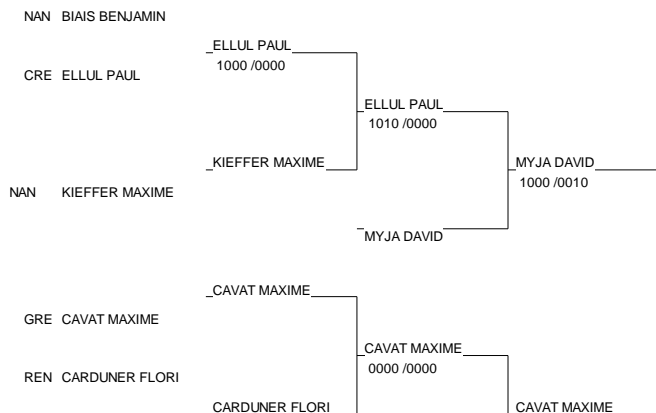 NAN BIAIS BENJAMIN
ELLUL PAUL
1000 /0000
CRE ELLUL PAUL
ELLUL PAUL
1010 /0000
KIEFFER MAXIME
MYJA DAVID
1000 /0010
NAN KIEFFER MAXIME
MYJA DAVID
CAVAT MAXIME
GRE CAVAT MAXIME
CAVAT MAXIME
0000 /0000
REN CARDUNER FLORI
CARDUNER FLORI
CAVAT MAXIME